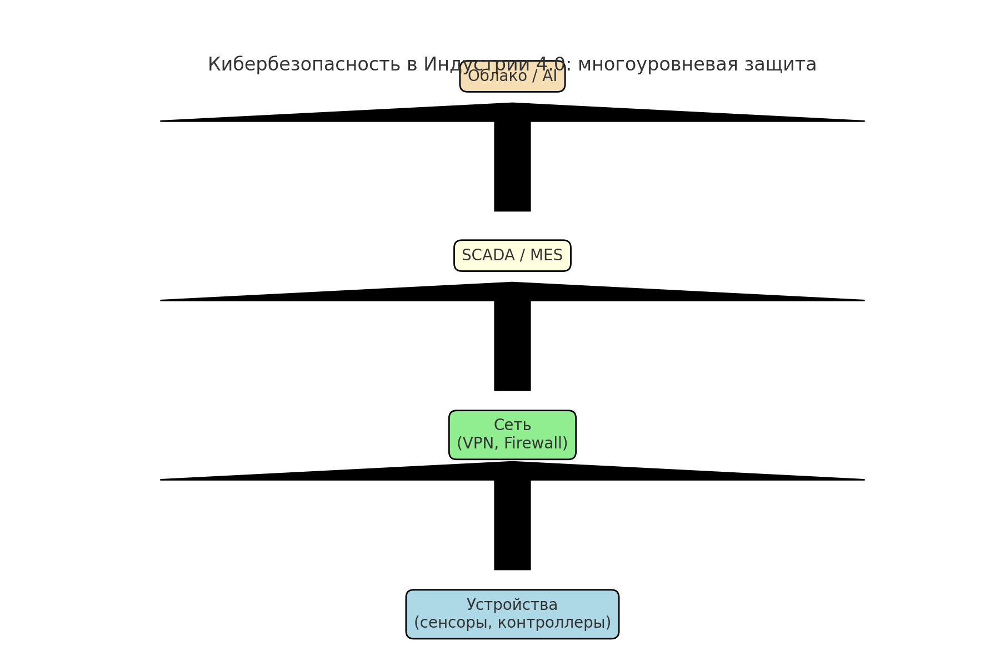 Кибербезопасность в Индустрии 4.0: многоуровневая защита
Облако / AI
SCADA / MES
Сеть
(VPN, Firewall)
Устройства
(сенсоры, контроллеры)